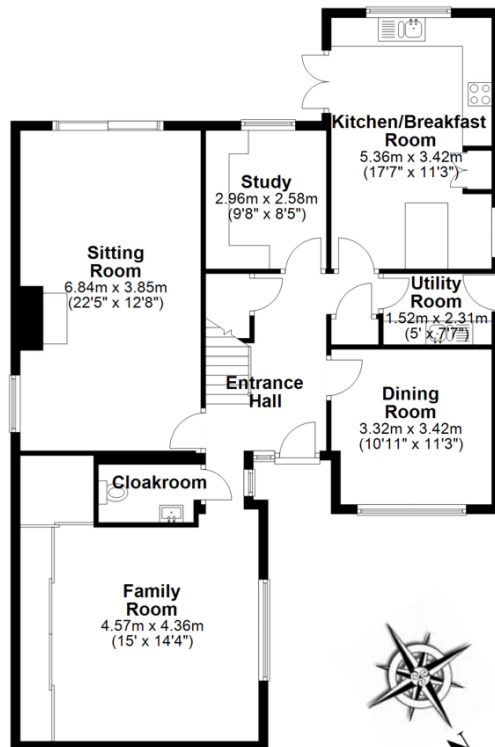 Kitchen/Breakfast
Room
5.36m x 3.42m
(17'7" x 11'3")
Study
2.96m x 2.58m
(9'8" x 8'5")
Sitting
Room
6.84m x 3.85m
(22'5" x 12'8")
Utility
Room
1.52m x 2.31m
(5' x 7'7")
Entrance
Hall
Dining
Room
3.32m x 3.42m
(10'11" x 11'3")
Cloakroom
Family
Room
4.57m x 4.36m
(15' x 14'4")
N